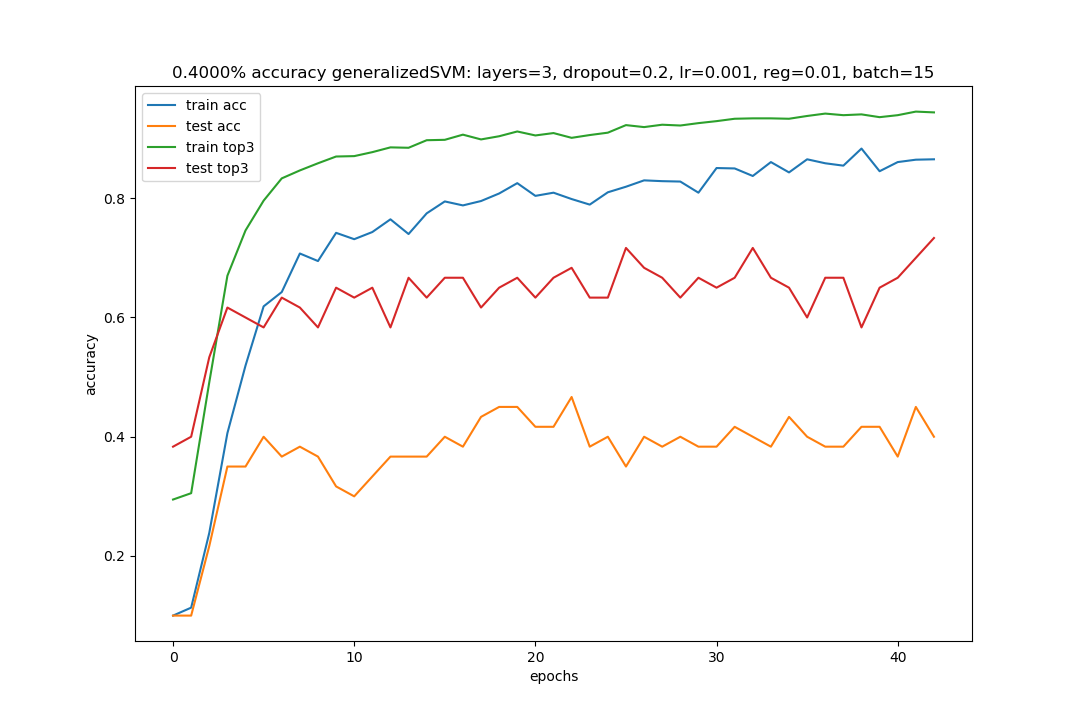 0.4000% accuracy generalizedSVM: layers=3, dropout=0.2, lr=0.001, reg=0.01, batch=15
train acc
test acc
train top3
test top3
0.8
0.6
0.4
0.2
accuracy
0 10 20 30 40
epochs